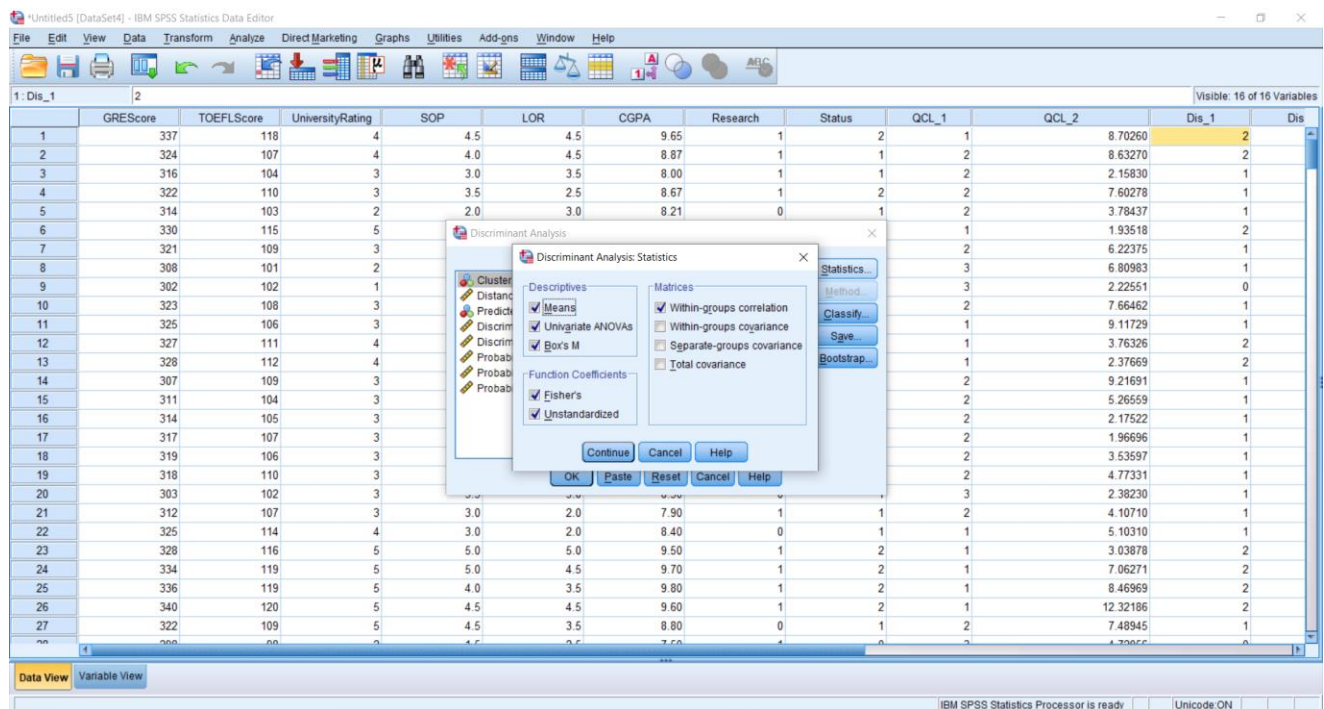 *Untitled5 [DataSet4] - IBM SPSS Statistics Data Editor
File Edit View Data Transform Analyze Direct Marketing Graphs Utilities Add-ons Window Help
1 : Dis_1 2 Visible: 16 of 16 Variables
GREScore TOEFLScore UniversityRating SOP LOR CGPA Research Status QCL_1 QCL_2 Dis_1 Dis
1 337 118 4 4.5 4.5 9.65 1 2 1 8.70260 2
2 324 107 4 4.0 4.5 8.87 1 1 2 8.63270 2
3 316 104 3 3.0 3.5 8.00 1 1 2 2.15830 1
4 322 110 3 3.5 2.5 8.67 1 2 2 7.60278 1
5 314 103 2 2.0 3.0 8.21 0 1 2 3.78437 1
6 330 115 5 1 1.93518 2
7 321 109 3 2 6.22375 1
8 308 101 2 3 6.80983 1
9 302 102 1 3 2.22551 0
10 323 108 3 2 7.66462 1
11 325 106 3 1 9.11729 1
12 327 111 4 1 3.76326 2
13 328 112 4 1 2.37669 2
14 307 109 3 2 9.21691 1
15 311 104 3 2 5.26559 1
16 314 105 3 2 2.17522 1
17 317 107 3 2 1.96696 1
18 319 106 3 2 3.53597 1
19 318 110 3 2 4.77331 1
20 303 102 3 3 2.38230 1
21 312 107 3 3.0 2.0 7.90 1 1 2 4.10710 1
22 325 114 4 3.0 2.0 8.40 0 1 1 5.10310 1
23 328 116 5 5.0 5.0 9.50 1 2 1 3.03878 2
24 334 119 5 5.0 4.5 9.70 1 2 1 7.06271 2
25 336 119 5 4.0 3.5 9.80 1 2 1 8.46969 2
26 340 120 5 4.5 4.5 9.60 1 2 1 12.32186 2
27 322 109 5 4.5 3.5 8.80 0 1 2 7.48945 1
Discriminant Analysis
Cluster
Distanc
Predicte
Discrim
Discrim
Probab
Probab
Probab
Statistics...
Method...
Classify...
Save...
Bootstrap...
OK Paste Reset Cancel Help
Discriminant Analysis: Statistics
Descriptives
Means
Univariate ANOVAs
Box's M
Function Coefficients
Fisher's
Unstandardized
Matrices
Within-groups correlation
Within-groups covariance
Separate-groups covariance
Total covariance
Continue Cancel Help
Data View Variable View
IBM SPSS Statistics Processor is ready Unicode:ON